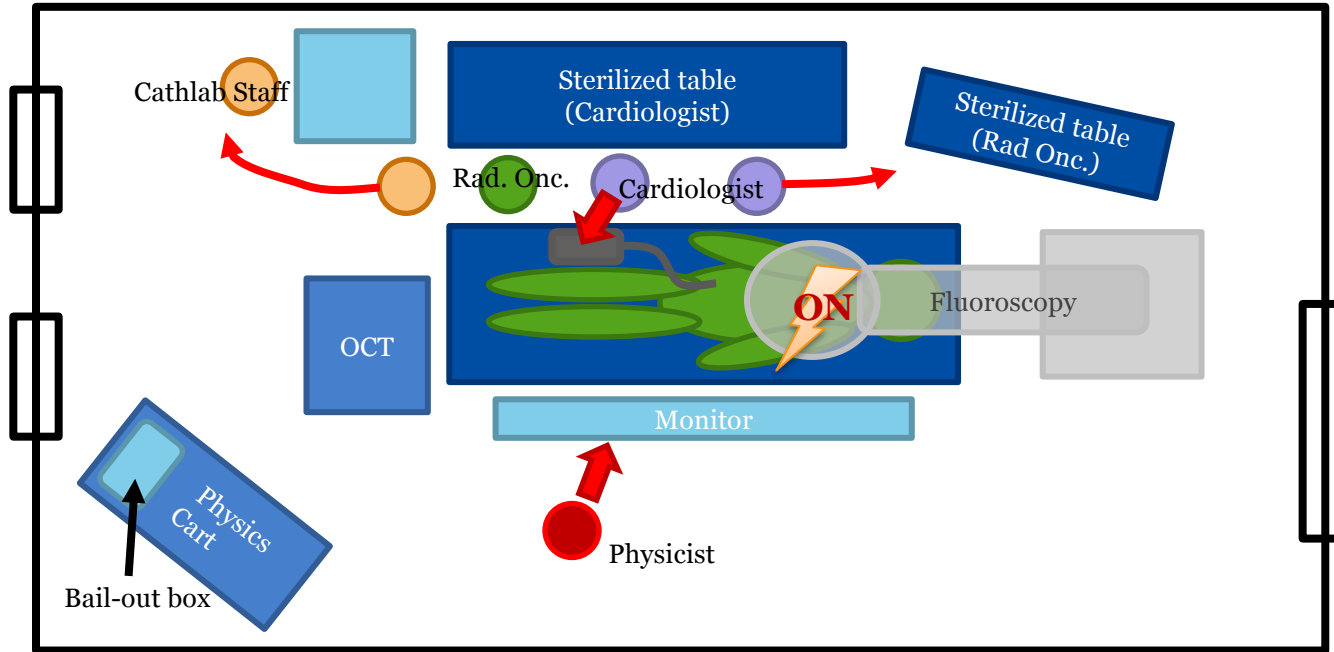 Cathlab Staff
Sterilized table
(Cardiologist)
Sterilized table
(Rad Onc.)
Rad. Onc.
Cardiologist
ON
Fluoroscopy
OCT
Monitor
Physics
Cart
Physicist
Bail-out box